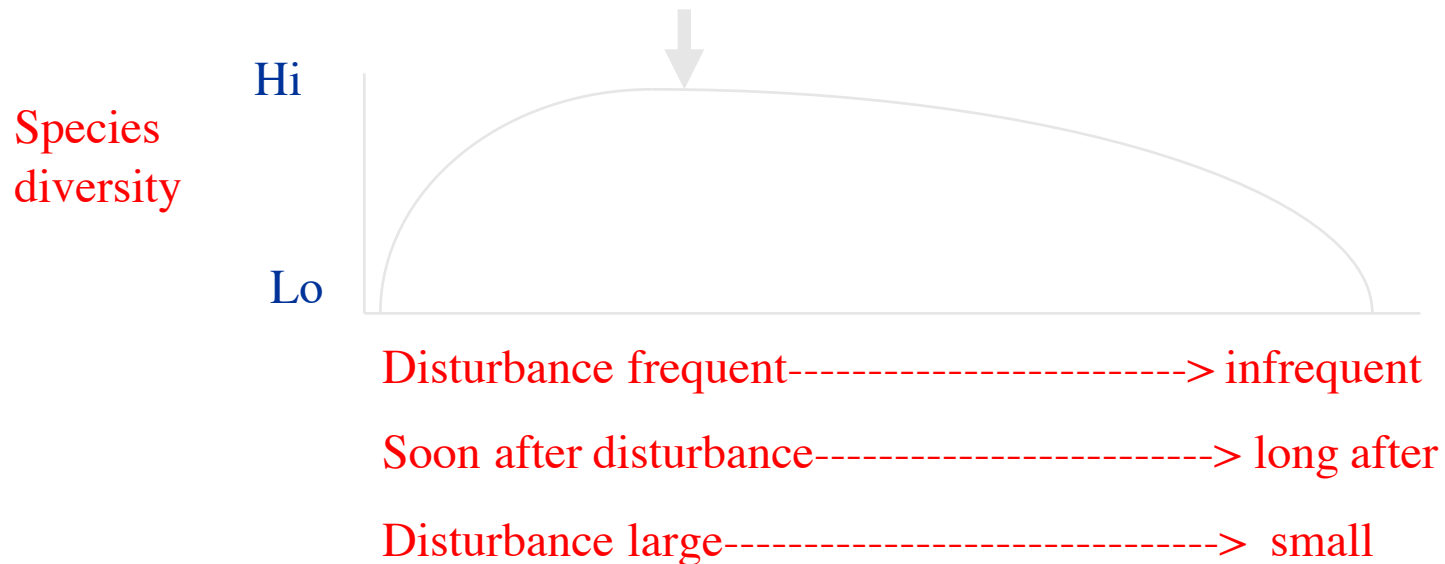 Hi
Species
diversity
Lo
Disturbance frequent-------------------------> infrequent
Soon after disturbance-------------------------> long after
Disturbance large-------------------------------> small